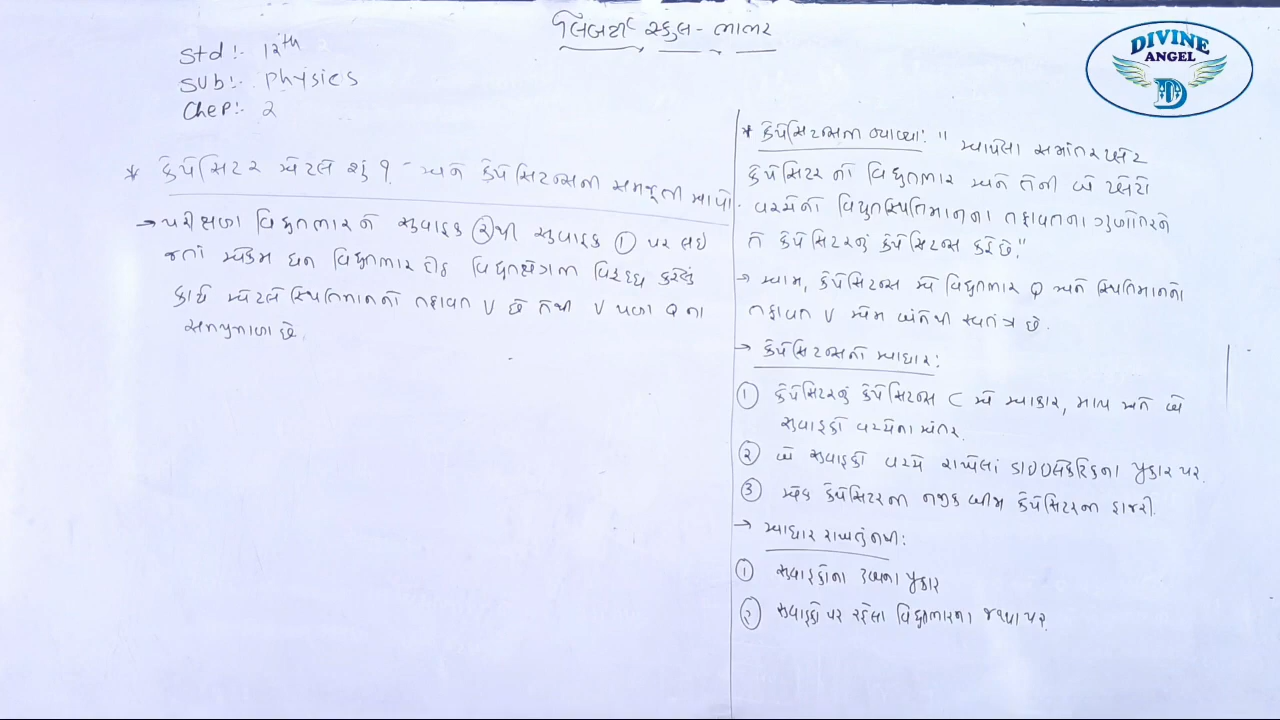 લિબર્ટી સ્કુલ - ભાભર
Std:- 12th
Sub:- Physics
Chep:- 2
DIVINE
ANGEL
D
* કેપેસિટર એટલે શું? અને કેપેસિટન્સની સમજૂતી આપો.
→ પરીક્ષણ વિદ્યુતભારને સુવાહક ②થી સુવાહક ① પર લઈ
જતાં એકમ ધન વિદ્યુતભાર દીઠ વિદ્યુતક્ષેત્રના વિરુદ્ધ કરેલું
કાર્ય એટલે સ્થિતિમાનનો તફાવત V છે તેથી V પણ Q ના
સમપ્રમાણ છે.
* કેપેસિટન્સની વ્યાખ્યા: " આપેલા સમાંતર પ્લેટ
કેપેસિટર નો વિદ્યુતભાર અને તેની બે પ્લેટો
વચ્ચેનો વિદ્યુતસ્થિતિમાનના તફાવતના ગુણોત્તરને
તે કેપેસિટરનું કેપેસિટન્સ કહે છે."
→ આમ, કેપેસિટન્સ એ વિદ્યુતભાર Q અને સ્થિતિમાનનો
તફાવત V એમ બંનેથી સ્વતંત્ર છે.
→ કેપેસિટન્સનો આધાર:
① કેપેસિટરનું કેપેસિટન્સ C એ આકાર, માપ અને બે
સુવાહકો વચ્ચેના અંતર.
② બે સુવાહકો વચ્ચે રાખેલાં ડાઇઇલેક્ટ્રિકના પ્રકાર પર.
③ એક કેપેસિટરની નજીક બીજા કેપેસિટરની હાજરી.
→ આધાર રાખતું નથી:
① સુવાહકોના દ્રવ્યના પ્રકાર
② સુવાહકો પર રહેલા વિદ્યુતભારના જથ્થા પર.